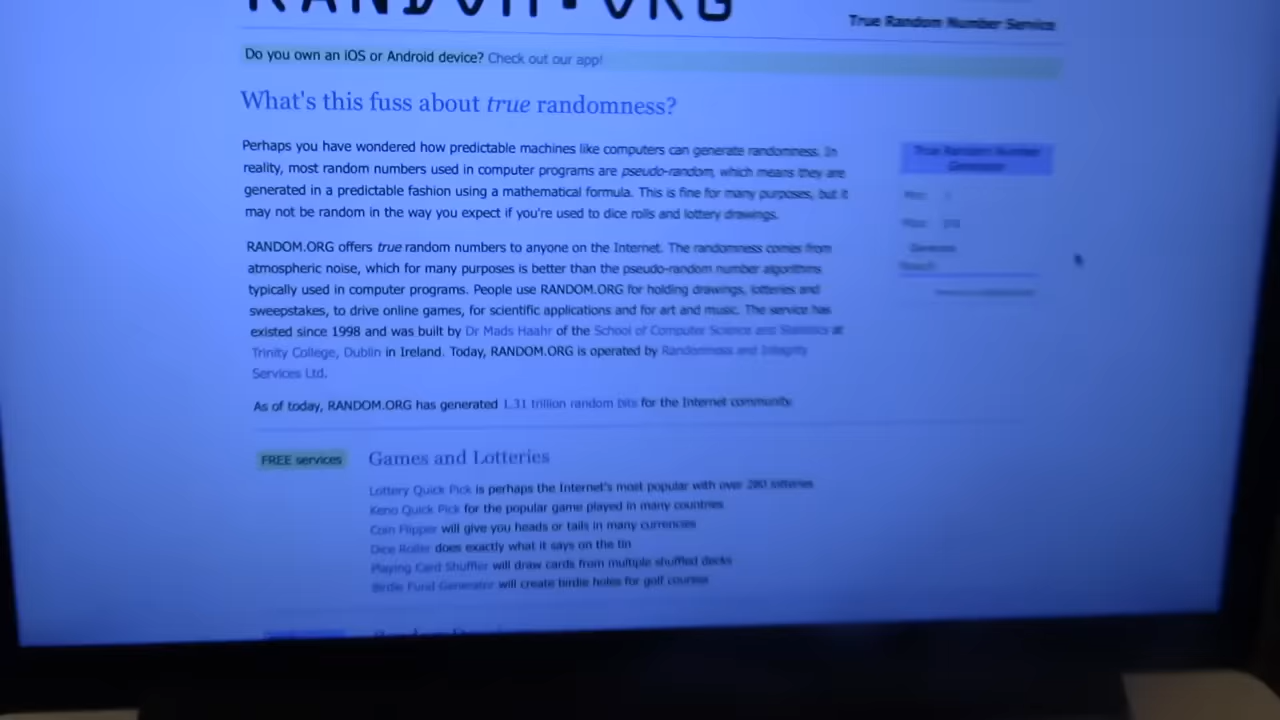 RANDOM.ORG
True Random Number Service
Do you own an iOS or Android device? Check out our app!
What's this fuss about true randomness?
Perhaps you have wondered how predictable machines like computers can generate randomness. In
reality, most random numbers used in computer programs are pseudo-random, which means they are
generated in a predictable fashion using a mathematical formula. This is fine for many purposes, but it
may not be random in the way you expect if you're used to dice rolls and lottery drawings.
RANDOM.ORG offers true random numbers to anyone on the Internet. The randomness comes from
atmospheric noise, which for many purposes is better than the pseudo-random number algorithms
typically used in computer programs. People use RANDOM.ORG for holding drawings, lotteries and
sweepstakes, to drive online games, for scientific applications and for art and music. The service has
existed since 1998 and was built by Dr Mads Haahr of the School of Computer Science and Statistics at
Trinity College, Dublin in Ireland. Today, RANDOM.ORG is operated by Randomness and Integrity
Services Ltd.
As of today, RANDOM.ORG has generated 1.31 trillion random bits for the Internet community.
True Random Number
Generator
Min:
Max:
Generate
Result:
FREE services
Games and Lotteries
Lottery Quick Pick is perhaps the Internet's most popular with over 280 lotteries
Keno Quick Pick for the popular game played in many countries
Coin Flipper will give you heads or tails in many currencies
Dice Roller does exactly what it says on the tin
Playing Card Shuffler will draw cards from multiple shuffled decks
Birdie Fund Generator will create birdie holes for golf courses